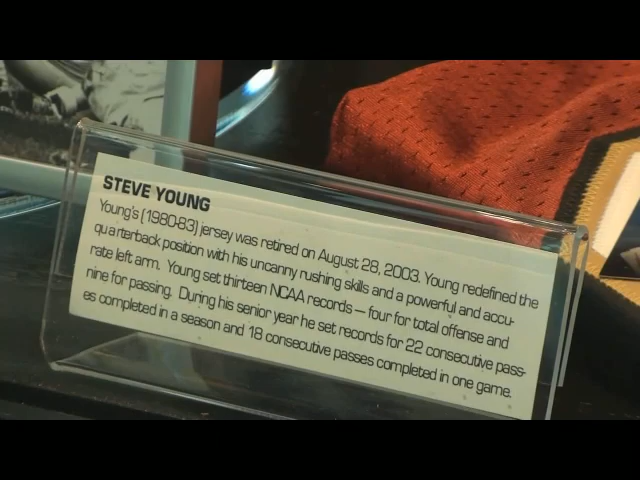 STEVE YOUNG
Young's (1980-83) jersey was retired on August 28, 2003. Young redefined the
qu arterback position with his uncanny rushing skills and a powerful and accu-
rate left arm. Young set thirteen NCAA records – four for total offense and
nine for passing. During his senior year he set records for 22 consecutive pass-
es completed in a season and 18 consecutive passes completed in one game.